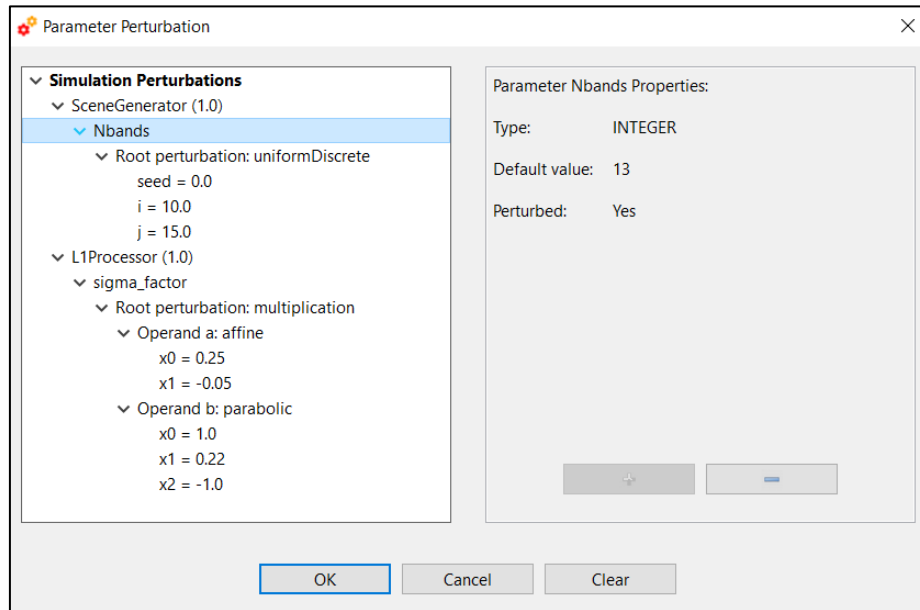 Parameter Perturbation
Simulation Perturbations
SceneGenerator (1.0)
Nbands
Root perturbation: uniformDiscrete
seed = 0.0
i = 10.0
j = 15.0
L1Processor (1.0)
sigma_factor
Root perturbation: multiplication
Operand a: affine
x0 = 0.25
x1 = -0.05
Operand b: parabolic
x0 = 1.0
x1 = 0.22
x2 = -1.0
Parameter Nbands Properties:
Type: INTEGER
Default value: 13
Perturbed: Yes
OK Cancel Clear